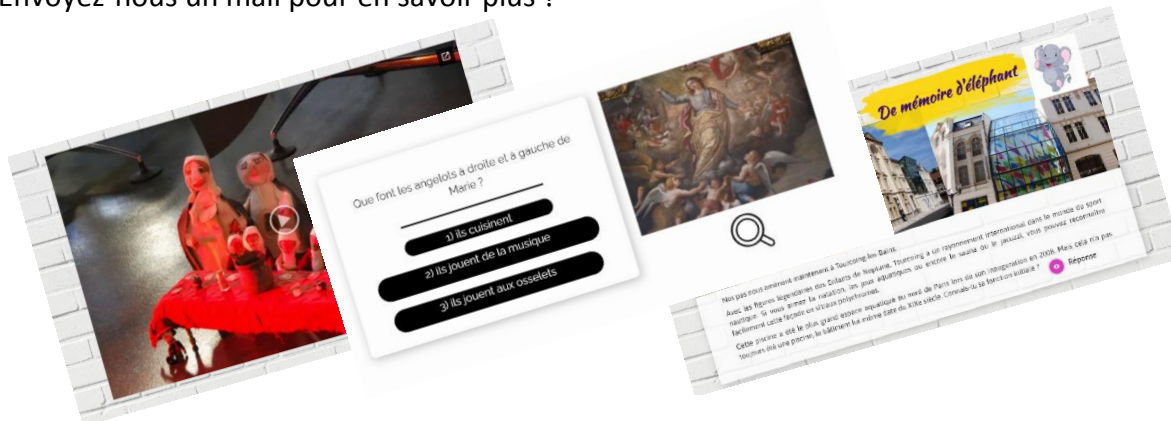 Envoyez-nous un mail pour en savoir plus !
Que font les angelots à droite et à gauche de
Marie ?
1) ils cuisinent
2) ils jouent de la musique
3) ils jouent aux osselets
De mémoire d'éléphant
Nos pas nous amènent maintenant à Tourcoing les Bains.
Avec les figures légendaires des Enfants de Neptune, Tourcoing a un rayonnement international dans le monde du sport
nautique. Si vous aimez la natation, les jeux aquatiques ou encore le sauna ou le jacuzzi, vous pouvez reconnaître
facilement cette façade en vitraux polychromes.
Cette piscine a été le plus grand espace aquatique au nord de Paris lors de son inauguration en 2008. Mais cela n'a pas
toujours été une piscine, le bâtiment lui même date du XIXe siècle. Connais-tu sa fonction initiale ?
Réponse